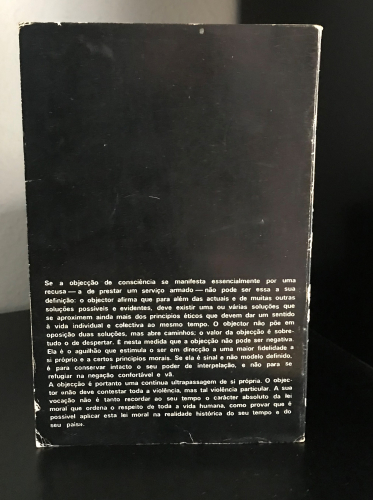 Se a objecção de consciência se manifesta essencialmente por uma
recusa — a de prestar um serviço armado — não pode ser essa a sua
definição: o objector afirma que para além das actuais e de muitas outras
soluções possíveis e evidentes, deve existir uma ou várias soluções que
se aproximem ainda mais dos princípios éticos que devem dar um sentido
à vida individual e colectiva ao mesmo tempo. O objector não põe em
oposição duas soluções, mas abre caminhos; o valor da objecção é sobre-
tudo o de despertar. E nesta medida que a objecção não pode ser negativa.
Ela é o aguilhão que estimula o ser em direcção a uma maior fidelidade a
si próprio e a certos princípios morais. Se ela é sinal e não modelo definido,
é para conservar intacto o seu poder de interpelação, e não para se
refugiar na negação confortável e vã.
A objecção é portanto uma contínua ultrapassagem de si própria. O objec-
tor «não deve contestar toda a violência, mas tal violência particular. A sua
vocação não é tanto recordar ao seu tempo o carácter absoluto da lei
moral que ordena o respeito de toda a vida humana, como provar que é
possível aplicar esta lei moral na realidade histórica do seu tempo e do
seu país».